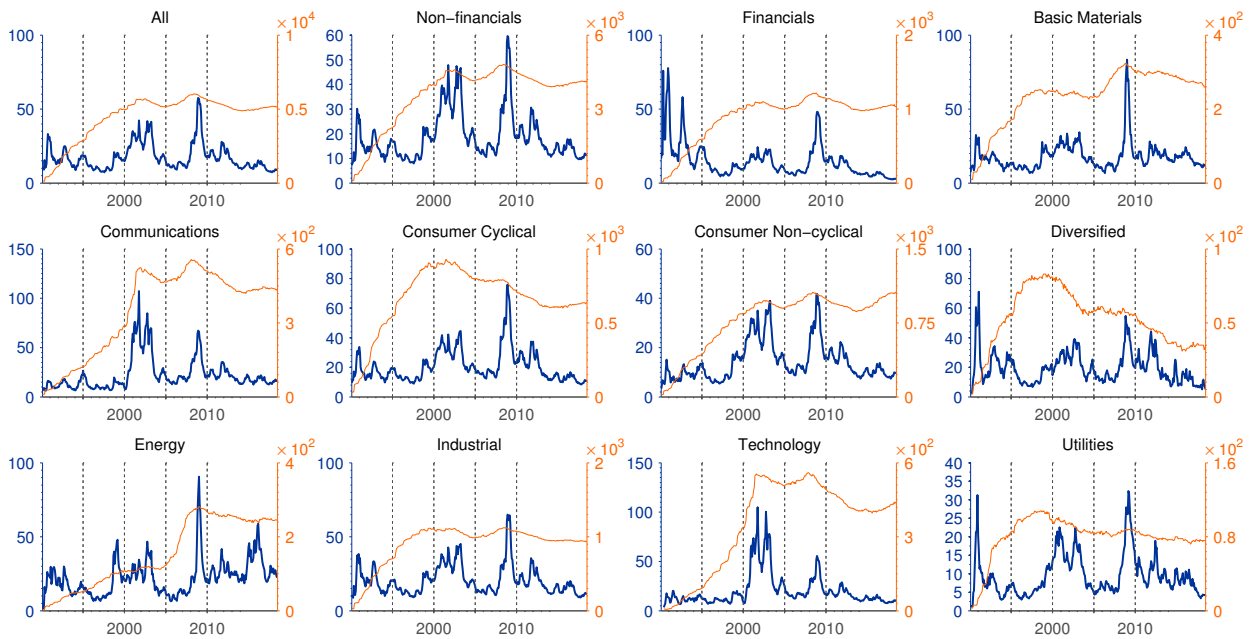 All
Non−financials
Financials
Basic Materials
× 10⁴
× 10³
× 10³
× 10²
100 50 0 1 0.5 0
60 50 40 30 20 10 0 6 3 0
100 50 0 2 1 0
100 50 0 4 2 0
2000 2010
2000 2010
2000 2010
2000 2010
Communications
Consumer Cyclical
Consumer Non−cyclical
Diversified
× 10²
× 10³
× 10³
× 10²
150 100 50 0 6 3 0
100 80 60 40 20 0 1 0.5 0
60 40 20 0 1.5 0.75 0
100 80 60 40 20 0 1 0.5 0
2000 2010
2000 2010
2000 2010
2000 2010
Energy
Industrial
Technology
Utilities
× 10²
× 10³
× 10²
× 10²
100 50 0 4 2 0
100 50 0 2 1 0
150 100 50 0 6 3 0
40 35 30 25 20 15 10 5 0 1.6 0.8 0
2000 2010
2000 2010
2000 2010
2000 2010